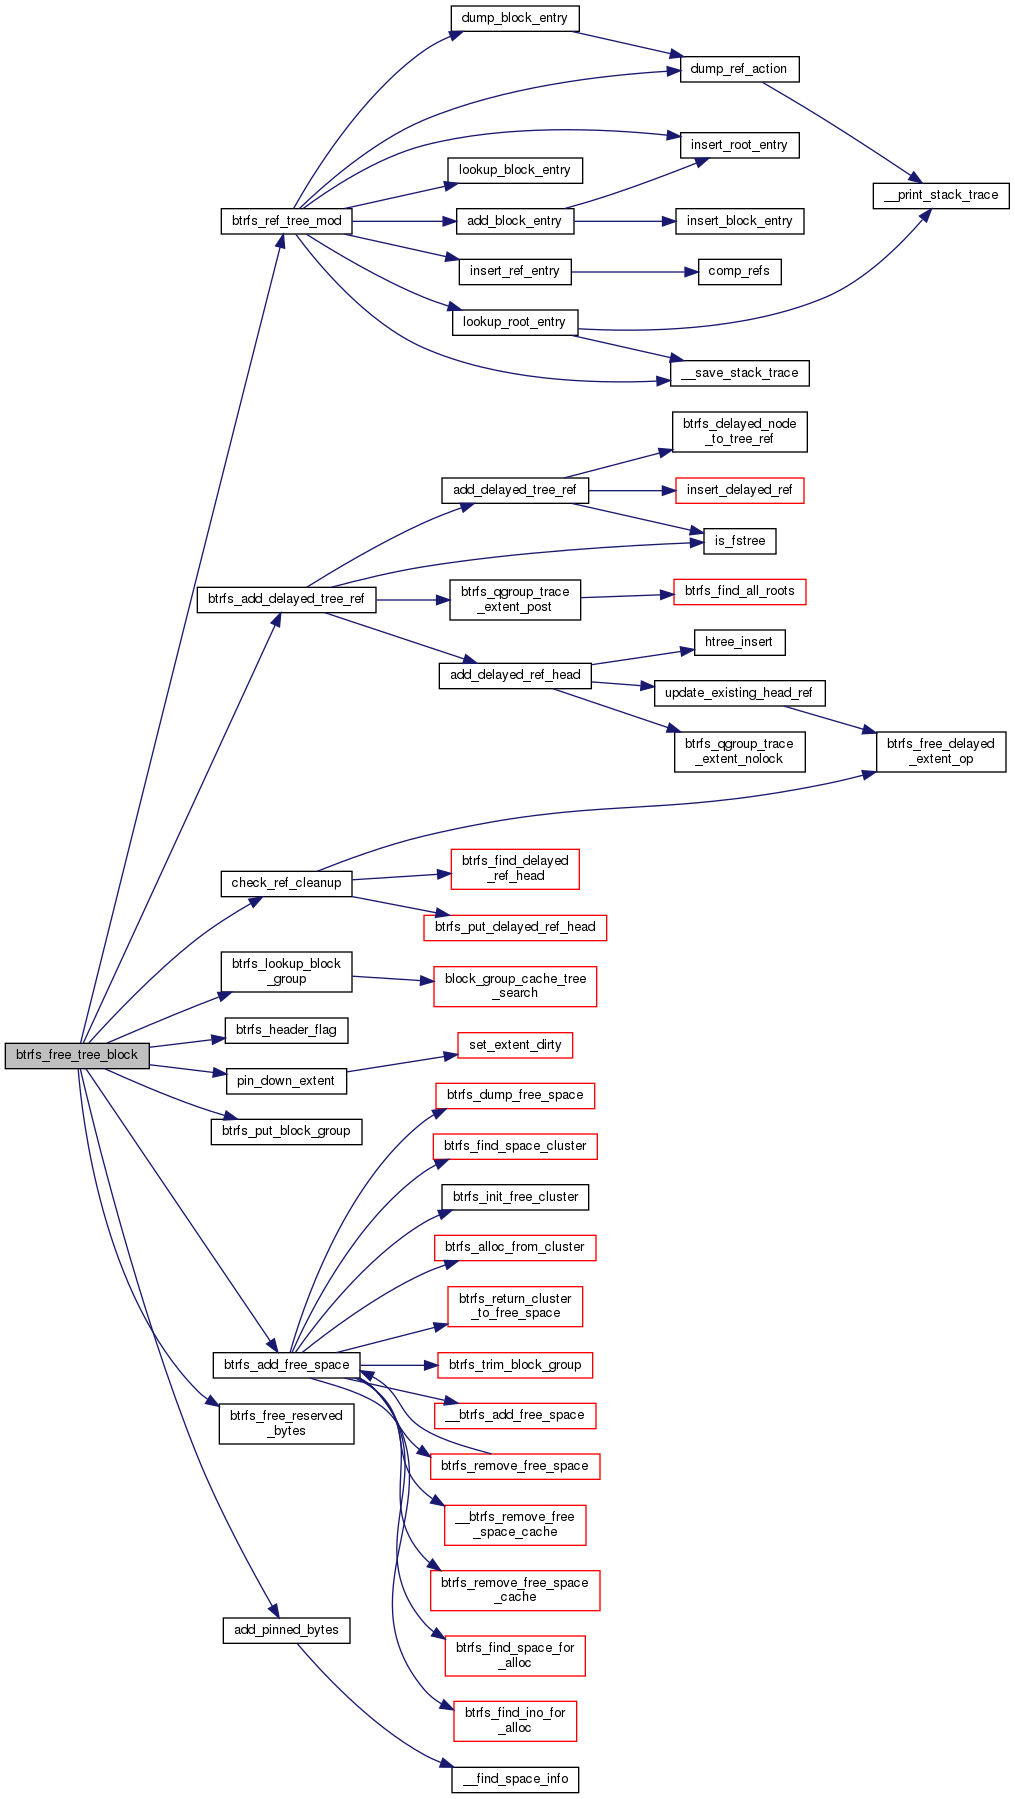 dump_block_entry
dump_ref_action
insert_root_entry
lookup_block_entry
__print_stack_trace
btrfs_ref_tree_mod
add_block_entry
insert_block_entry
insert_ref_entry
comp_refs
lookup_root_entry
__save_stack_trace
btrfs_delayed_node
_to_tree_ref
add_delayed_tree_ref
insert_delayed_ref
is_fstree
btrfs_add_delayed_tree_ref
btrfs_qgroup_trace
_extent_post
btrfs_find_all_roots
htree_insert
add_delayed_ref_head
update_existing_head_ref
btrfs_qgroup_trace
_extent_nolock
btrfs_free_delayed
_extent_op
check_ref_cleanup
btrfs_find_delayed
_ref_head
btrfs_put_delayed_ref_head
btrfs_lookup_block
_group
block_group_cache_tree
_search
btrfs_header_flag
btrfs_free_tree_block
set_extent_dirty
pin_down_extent
btrfs_dump_free_space
btrfs_put_block_group
btrfs_find_space_cluster
btrfs_init_free_cluster
btrfs_alloc_from_cluster
btrfs_return_cluster
_to_free_space
btrfs_add_free_space
btrfs_trim_block_group
__btrfs_add_free_space
btrfs_free_reserved
_bytes
btrfs_remove_free_space
__btrfs_remove_free
_space_cache
btrfs_remove_free_space
_cache
add_pinned_bytes
btrfs_find_space_for
_alloc
btrfs_find_ino_for
_alloc
__find_space_info